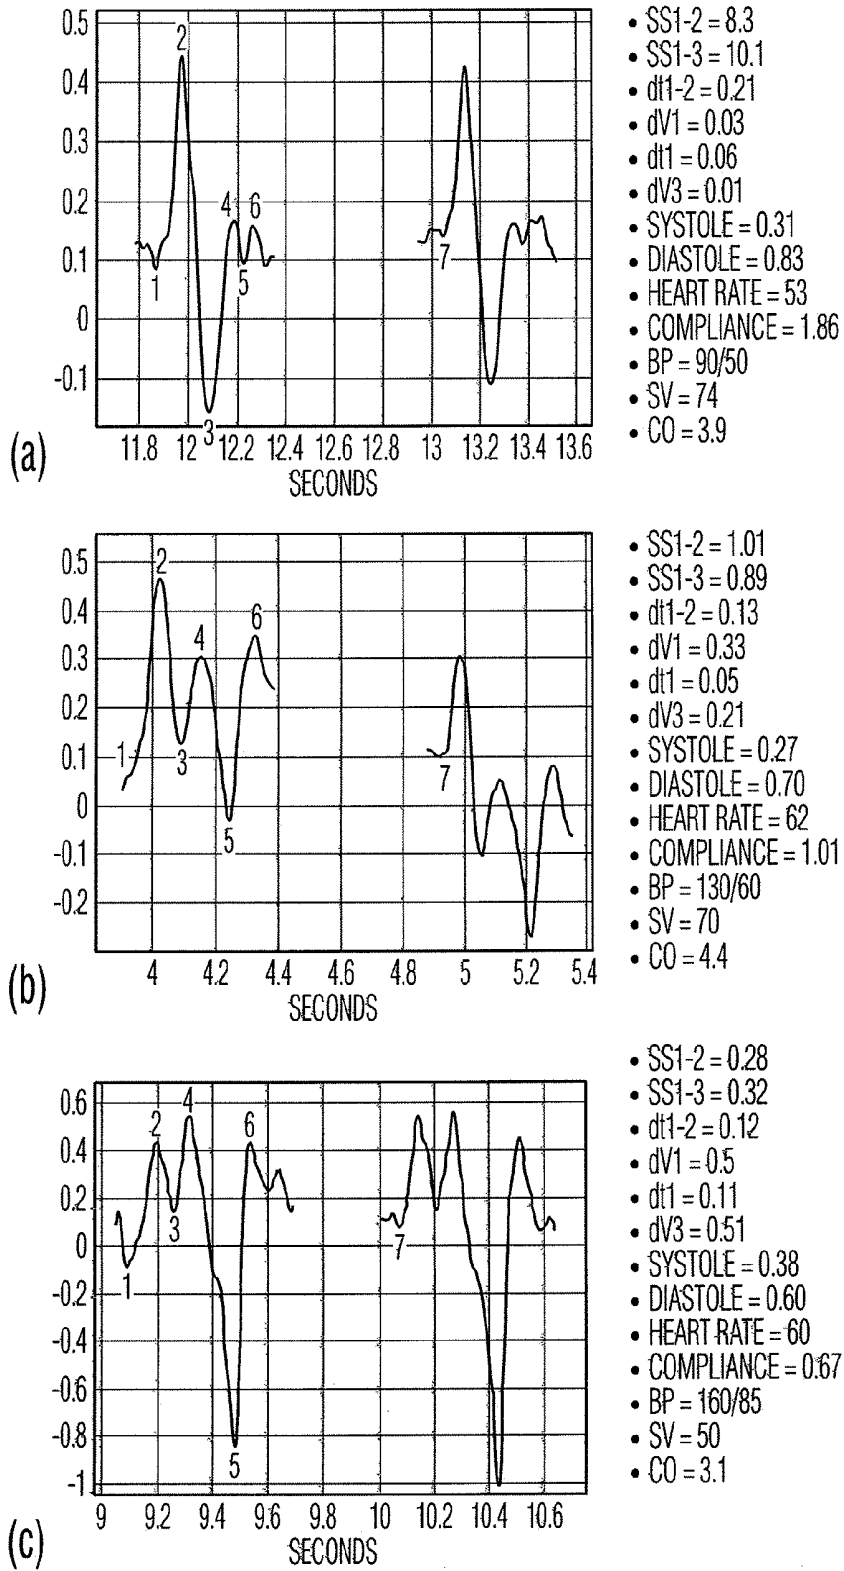 0.5
0.4
0.3
0.2
0.1
0
-0.1
1
2
3
4
5
6
7
11.8 12 12.2 12.4 12.6 12.8 13 13.2 13.4 13.6
SECONDS
(a)
• SS1-2 = 8.3
• SS1-3 = 10.1
• dt1-2 = 0.21
• dV1 = 0.03
• dt1 = 0.06
• dV3 = 0.01
• SYSTOLE = 0.31
• DIASTOLE = 0.83
• HEART RATE = 53
• COMPLIANCE = 1.86
• BP = 90/50
• SV = 74
• CO = 3.9
0.5
0.4
0.3
0.2
0.1
0
-0.1
-0.2
1
2
3
4
5
6
7
4 4.2 4.4 4.6 4.8 5 5.2 5.4
SECONDS
(b)
• SS1-2 = 1.01
• SS1-3 = 0.89
• dt1-2 = 0.13
• dV1 = 0.33
• dt1 = 0.05
• dV3 = 0.21
• SYSTOLE = 0.27
• DIASTOLE = 0.70
• HEART RATE = 62
• COMPLIANCE = 1.01
• BP = 130/60
• SV = 70
• CO = 4.4
0.6
0.4
0.2
0
-0.2
-0.4
-0.6
-0.8
-1
1
2
3
4
5
6
7
9 9.2 9.4 9.6 9.8 10 10.2 10.4 10.6
SECONDS
(c)
• SS1-2 = 0.28
• SS1-3 = 0.32
• dt1-2 = 0.12
• dV1 = 0.5
• dt1 = 0.11
• dV3 = 0.51
• SYSTOLE = 0.38
• DIASTOLE = 0.60
• HEART RATE = 60
• COMPLIANCE = 0.67
• BP = 160/85
• SV = 50
• CO = 3.1